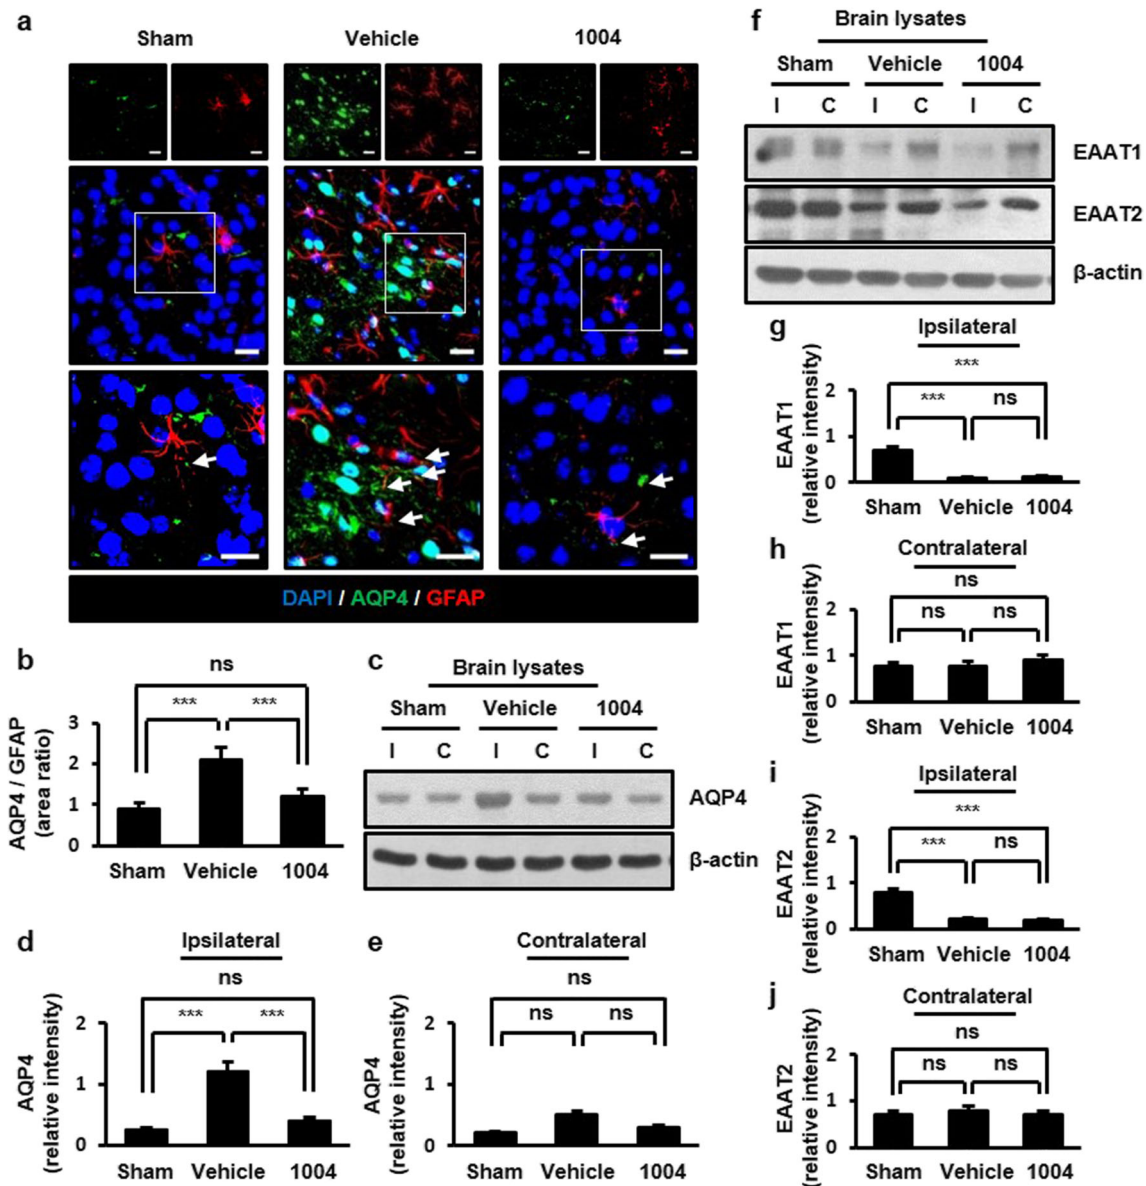 a
Sham
Vehicle
1004
DAPI / AQP4 / GFAP
b
ns
***
***
3
2
1
0
AQP4 / GFAP
(area ratio)
Sham
Vehicle
1004
c
Brain lysates
Sham
Vehicle
1004
I
C
I
C
I
C
AQP4
β-actin
d
Ipsilateral
ns
***
***
2
1
0
AQP4
(relative intensity)
Sham
Vehicle
1004
e
Contralateral
ns
ns
ns
2
1
0
AQP4
(relative intensity)
Sham
Vehicle
1004
f
Brain lysates
Sham
Vehicle
1004
I
C
I
C
I
C
EAAT1
EAAT2
β-actin
g
Ipsilateral
***
***
ns
2
1
0
EAAT1
(relative intensity)
Sham
Vehicle
1004
h
Contralateral
ns
ns
ns
2
1
0
EAAT1
(relative intensity)
Sham
Vehicle
1004
i
Ipsilateral
***
***
ns
2
1
0
EAAT2
(relative intensity)
Sham
Vehicle
1004
j
Contralateral
ns
ns
ns
2
1
0
EAAT2
(relative intensity)
Sham
Vehicle
1004